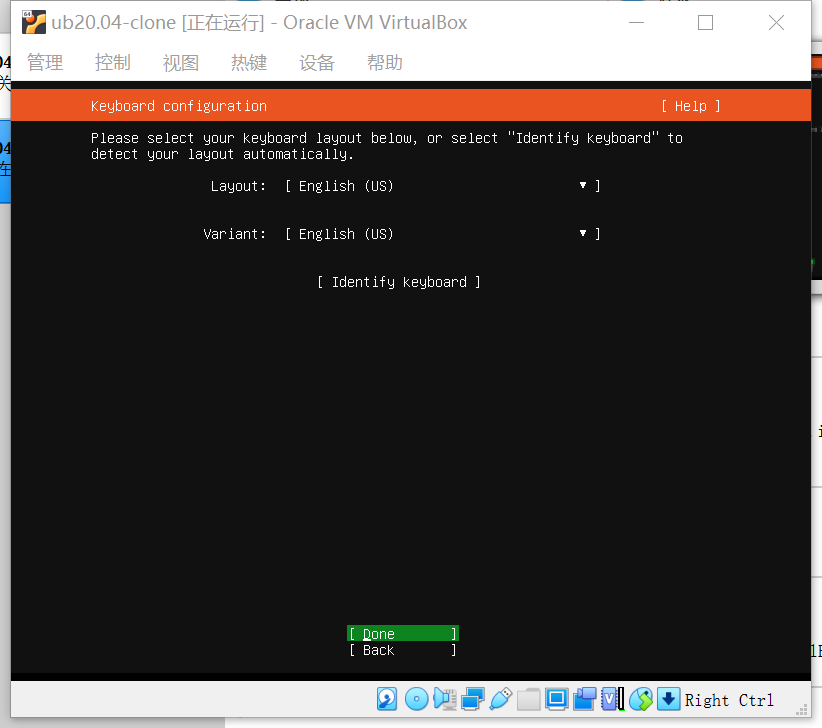 ub20.04-clone [正在运行] - Oracle VM VirtualBox
管理 控制 视图 热键 设备 帮助
Keyboard configuration [ Help ]
Please select your keyboard layout below, or select "Identify keyboard" to
detect your layout automatically.
Layout: [ English (US) ▼ ]
Variant: [ English (US) ▼ ]
[ Identify keyboard ]
[ Done ]
[ Back ]
Right Ctrl